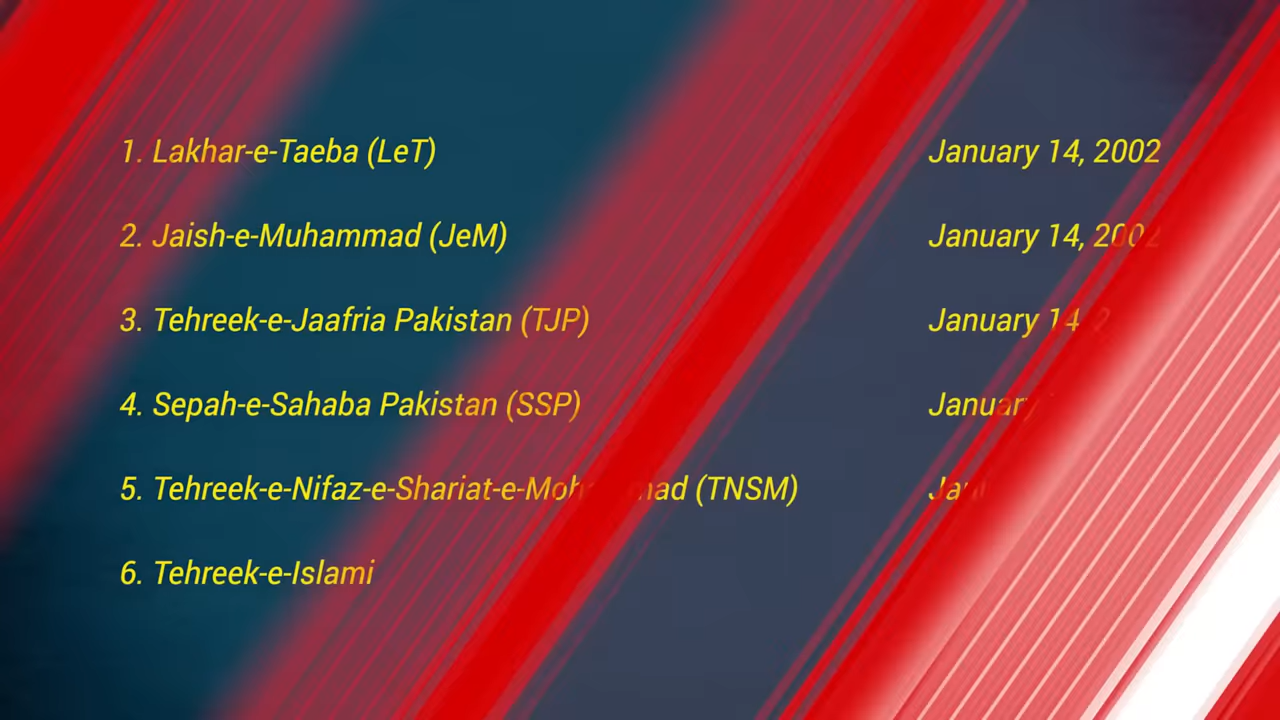 1. Lakhar-e-Taeba (LeT) January 14, 2002
2. Jaish-e-Muhammad (JeM) January 14, 2002
3. Tehreek-e-Jaafria Pakistan (TJP) January 14
4. Sepah-e-Sahaba Pakistan (SSP) January
5. (TNSM)
6. Tehreek-e-Islami